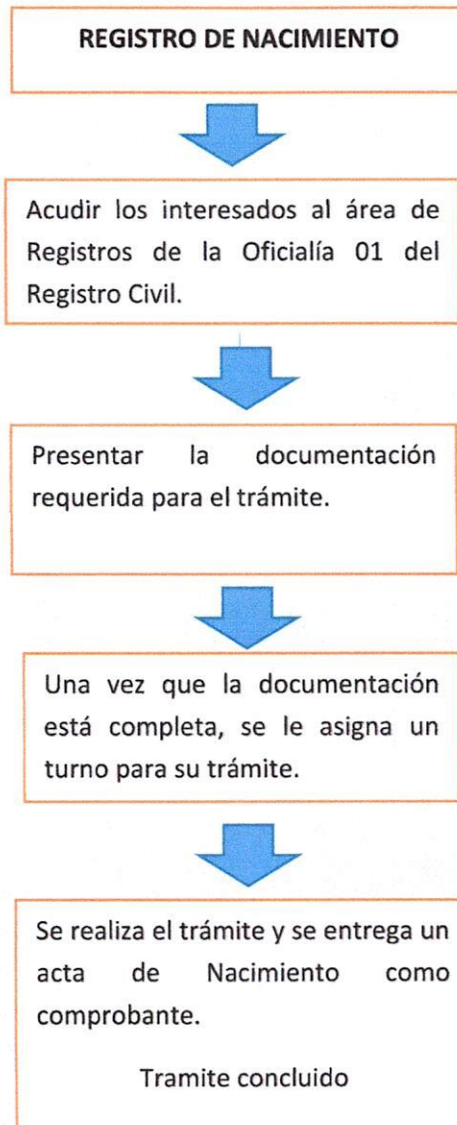 REGISTRO DE NACIMIENTO
Acudir los interesados al área de
Registros de la Oficialía 01 del
Registro Civil.
Presentar la documentación
requerida para el trámite.
Una vez que la documentación
está completa, se le asigna un
turno para su trámite.
Se realiza el trámite y se entrega un
acta de Nacimiento como
comprobante.
Tramite concluido